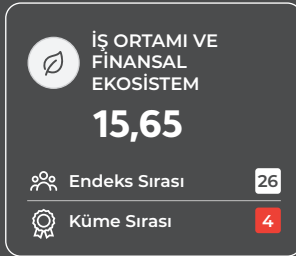 İŞ ORTAMI VE
FİNANSAL
EKOSİSTEM
15,65
Endeks Sırası 26
Küme Sırası 4